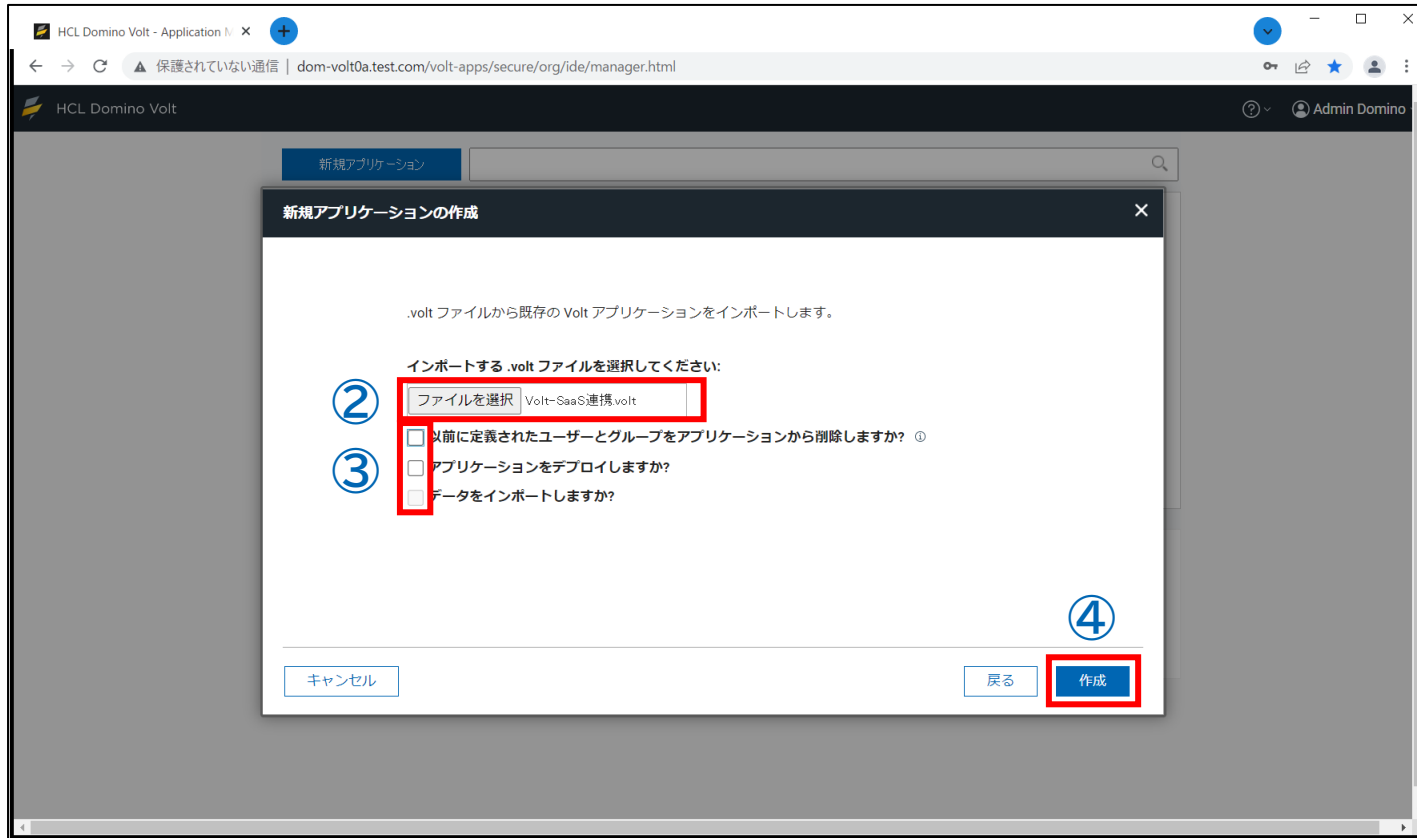 HCL Domino Volt - Application M
保護されていない通信 | dom-volt0a.test.com/volt-apps/secure/org/ide/manager.html
HCL Domino Volt
Admin Domino
新規アプリケーション
新規アプリケーションの作成
.volt ファイルから既存の Volt アプリケーションをインポートします。
インポートする .volt ファイルを選択してください:
② ファイルを選択 Volt-SaaS連携.volt
以前に定義されたユーザーとグループをアプリケーションから削除しますか?
③ アプリケーションをデプロイしますか?
データをインポートしますか?
④
キャンセル 戻る 作成